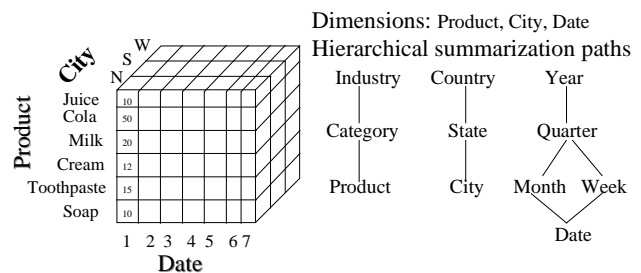 Dimensions: Product, City, Date
Hierarchical summarization paths
City
W
S
N
Product
Juice 10
Cola 50
Milk 20
Cream 12
Toothpaste 15
Soap 10
1 2 3 4 5 6 7
Date
Industry Country Year
Category State Quarter
Product City Month Week
Date